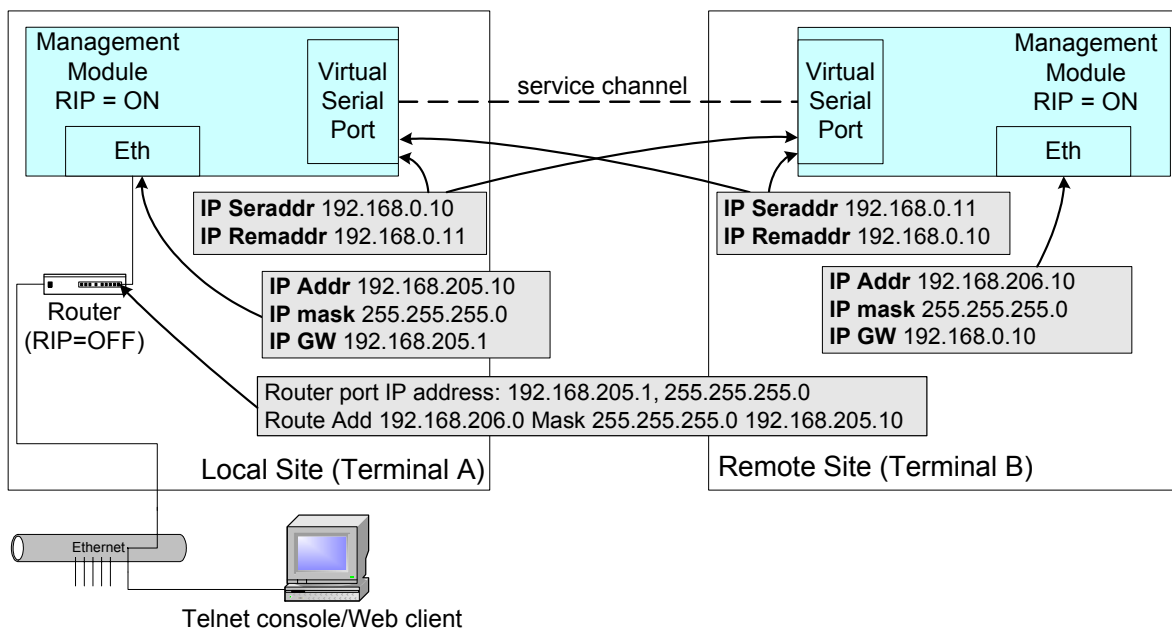 Management
Module
RIP = ON
Eth
Virtual
Serial
Port
service channel
Virtual
Serial
Port
Management
Module
RIP = ON
Eth
IP Seraddr 192.168.0.10
IP Remaddr 192.168.0.11
IP Seraddr 192.168.0.11
IP Remaddr 192.168.0.10
IP Addr 192.168.205.10
IP mask 255.255.255.0
IP GW 192.168.205.1
IP Addr 192.168.206.10
IP mask 255.255.255.0
IP GW 192.168.0.10
Router
(RIP=OFF)
Router port IP address: 192.168.205.1, 255.255.255.0
Route Add 192.168.206.0 Mask 255.255.255.0 192.168.205.10
Local Site (Terminal A)
Remote Site (Terminal B)
Ethernet
Telnet console/Web client